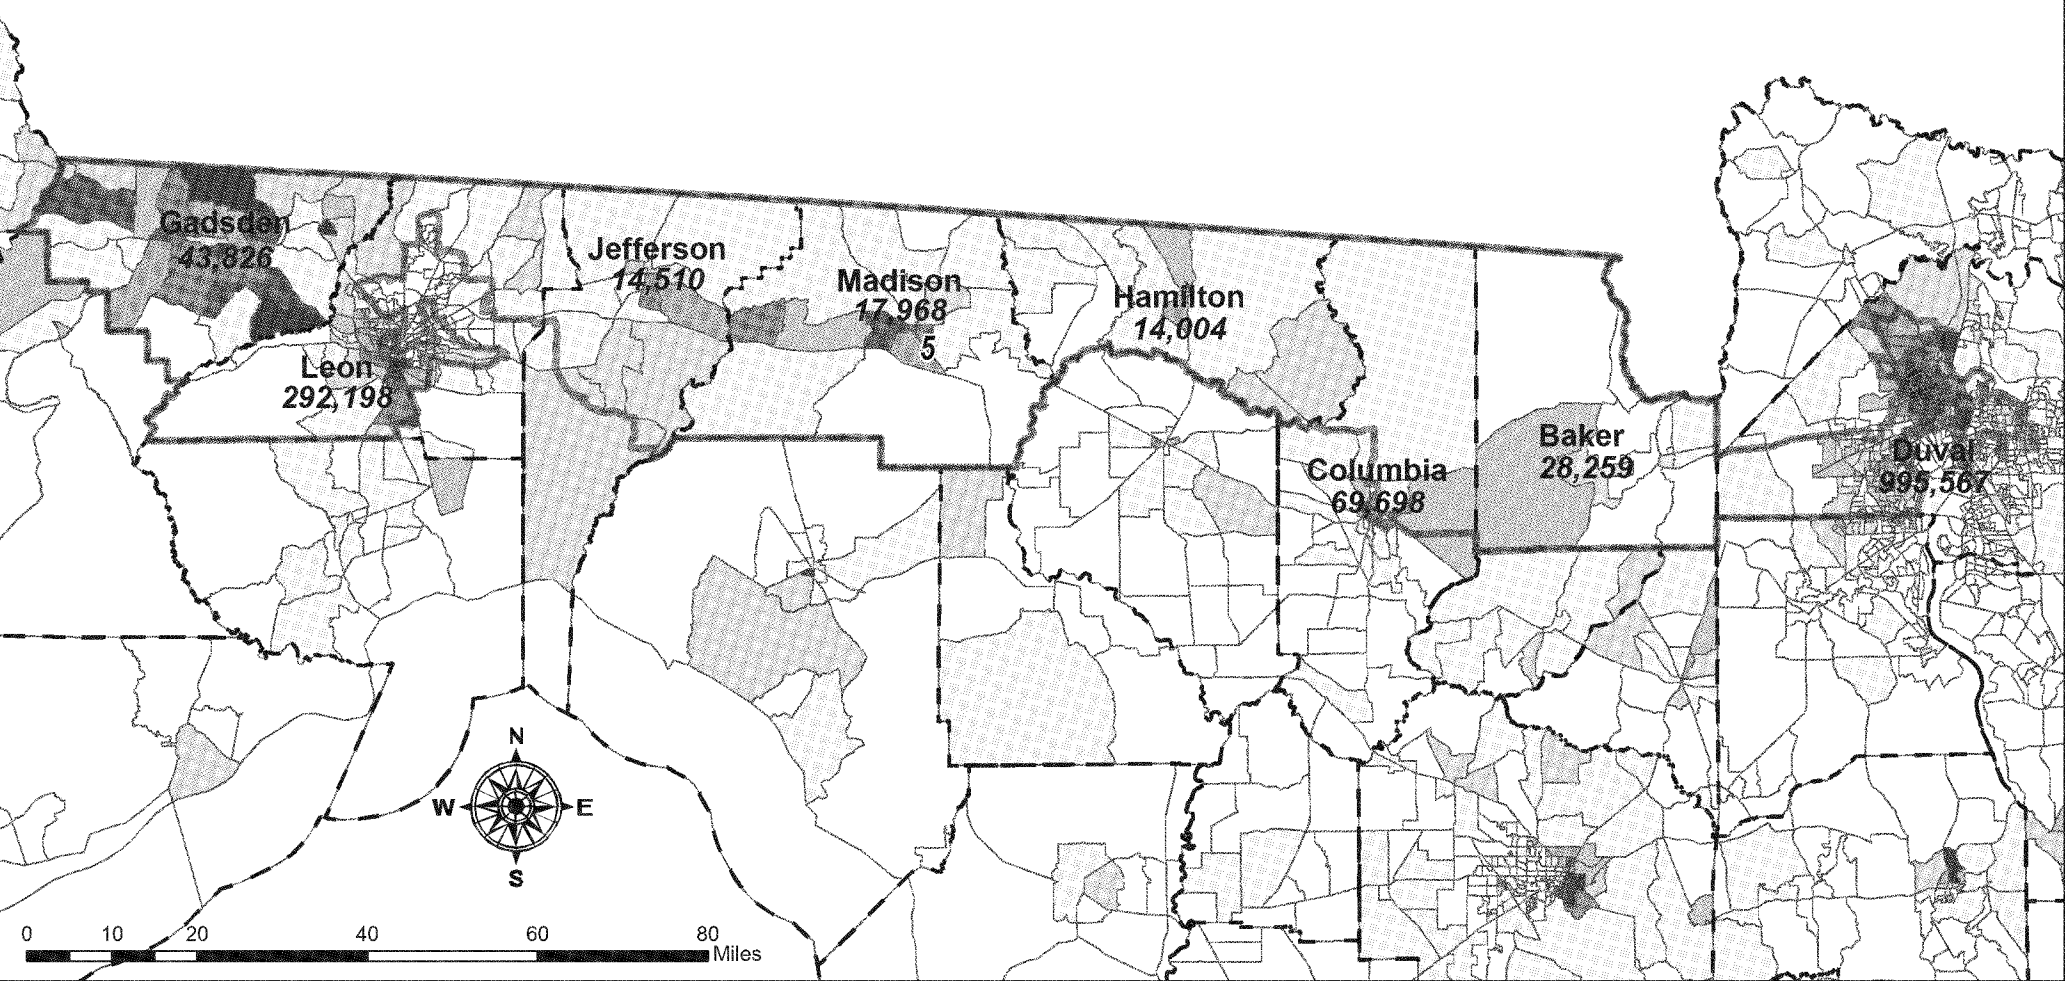 Gadsden
43,826
Jefferson
14,510
Madison
17,968
5
Hamilton
14,004
Leon
292,198
Columbia
69,698
Baker
28,259
Duval
995,567
N
W
E
S
0 10 20 40 60 80
Miles